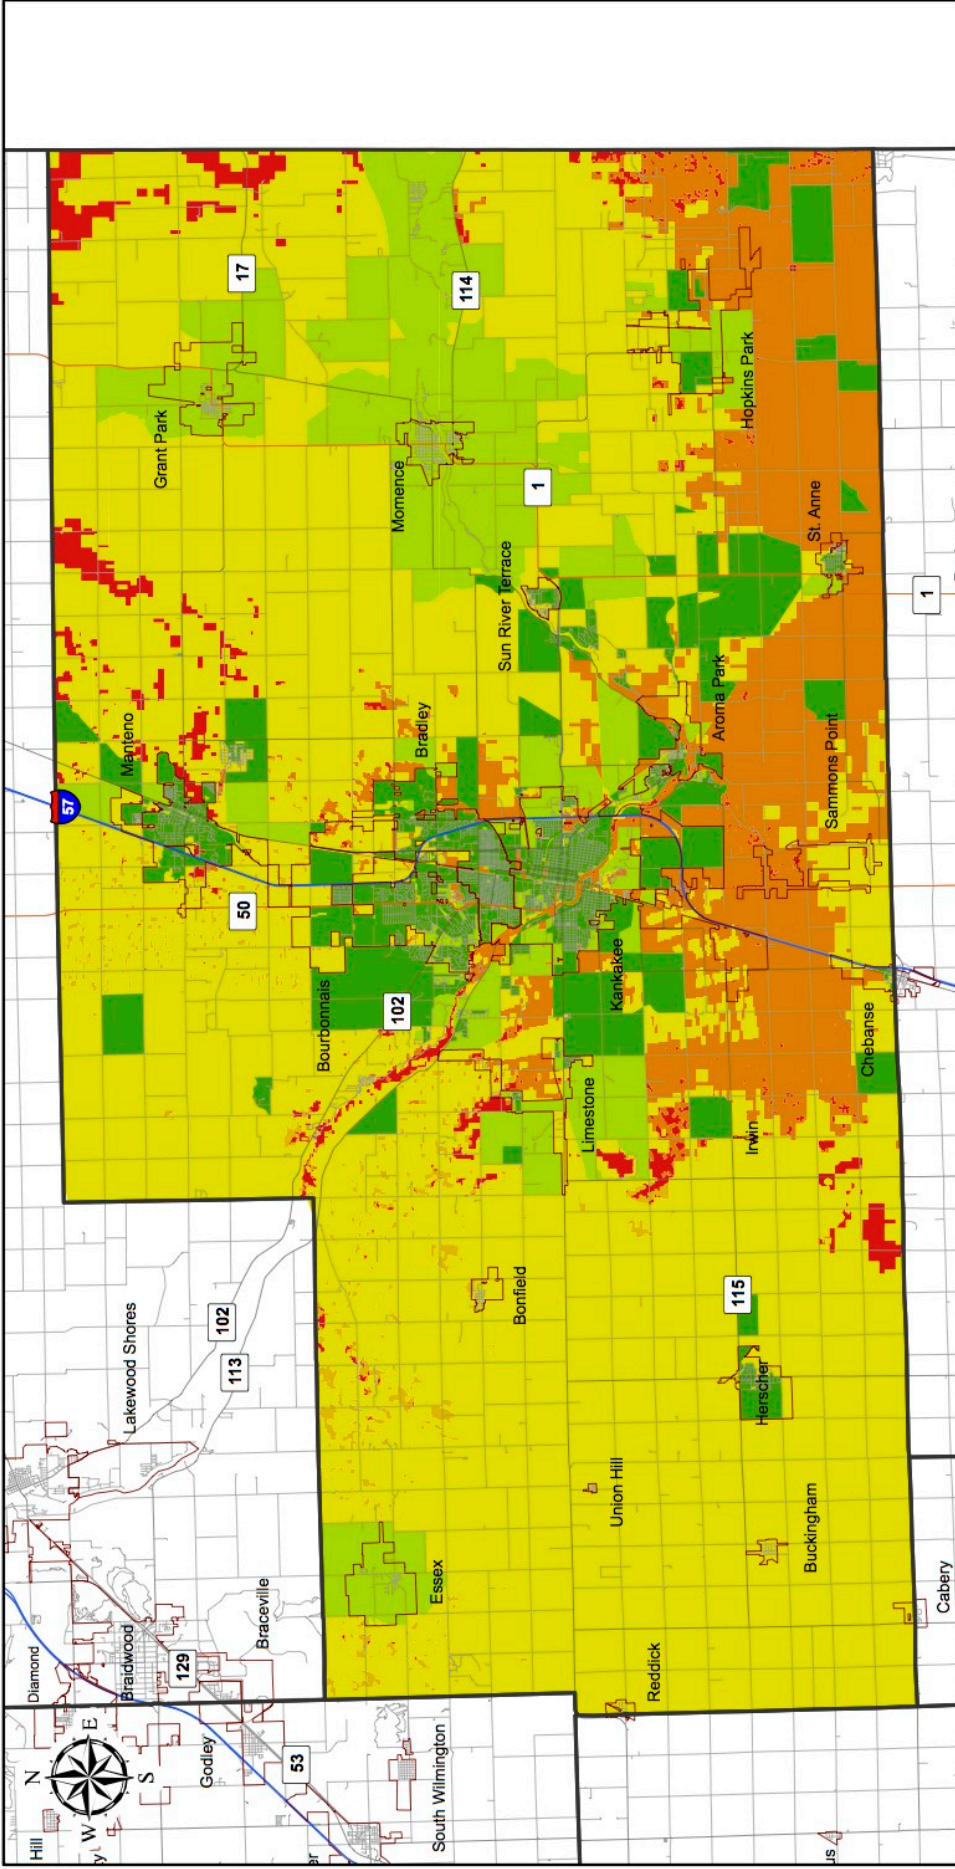 Hill
Diamond
N
W
E
S
57
Braidwood
Lakewood Shores
Manteno
Grant Park
129
Godley
102
113
50
17
Braceville
53
Bourbonnais
102
Momence
Bradley
South Wilmington
Essex
114
Sun River Terrace
Bonfield
1
Limestone
Kankakee
Union Hill
Reddick
Aroma Park
115
Irwin
Hopkins Park
Herscher
Buckingham
Sammons Point
St. Anne
Chebanse
Cabery
1